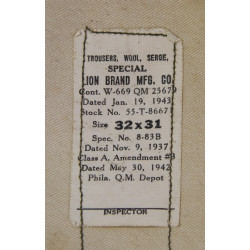 TROUSERS, WOOL, SERGE,
SPECIAL
LION BRAND MFG. CO.
Cont. W-669 QM 25679
Dated Jan. 19, 1943
Stock No. 55-T-8667
Size 32x31
Spec. No. 8-83B
Dated Nov. 9, 1937
Class A, Amendment #3
Dated May 30, 1942
Phila. Q.M. Depot
INSPECTOR